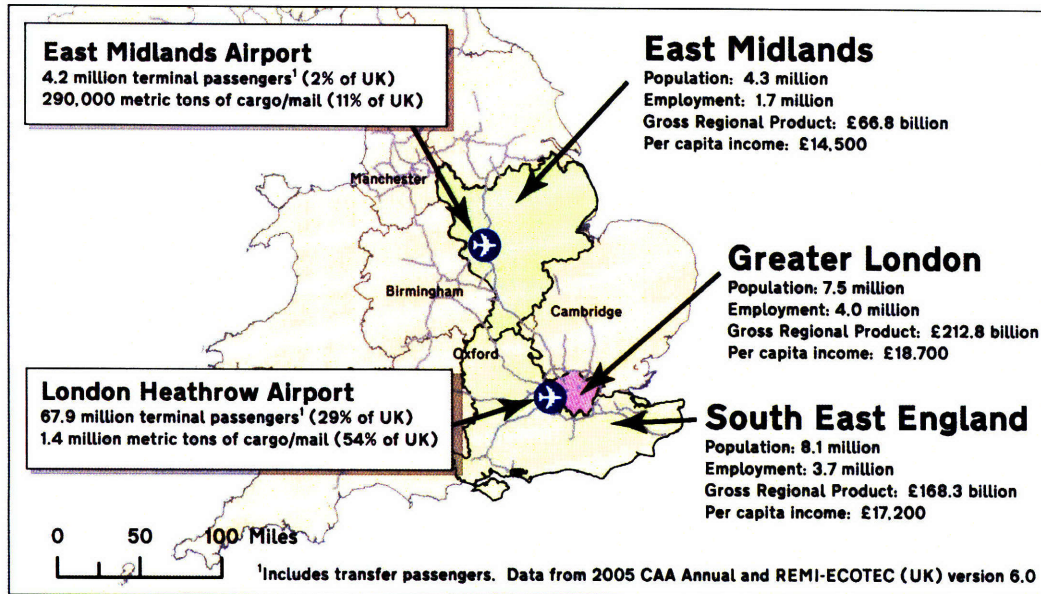 East Midlands Airport
4.2 million terminal passengers¹ (2% of UK)
290,000 metric tons of cargo/mail (11% of UK)
East Midlands
Population: 4.3 million
Employment: 1.7 million
Gross Regional Product: £66.8 billion
Per capita income: £14,500
Manchester
Birmingham
Cambridge
Oxford
Greater London
Population: 7.5 million
Employment: 4.0 million
Gross Regional Product: £212.8 billion
Per capita income: £18,700
London Heathrow Airport
67.9 million terminal passengers¹ (29% of UK)
1.4 million metric tons of cargo/mail (54% of UK)
South East England
Population: 8.1 million
Employment: 3.7 million
Gross Regional Product: £168.3 billion
Per capita income: £17,200
0 50 100 Miles
¹Includes transfer passengers. Data from 2005 CAA Annual and REMI-ECOTEC (UK) version 6.0